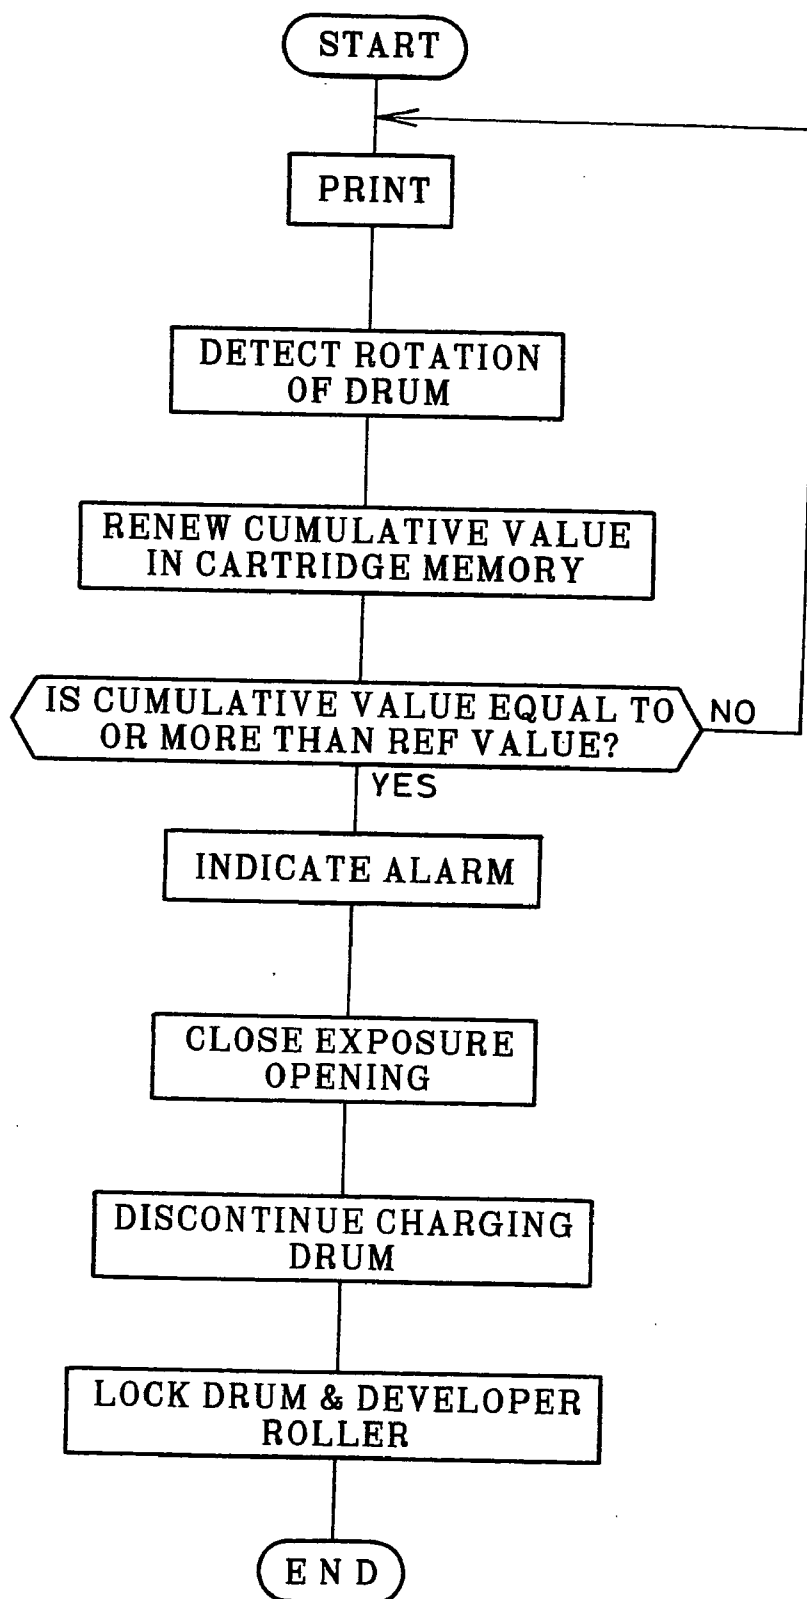 START
PRINT
DETECT ROTATION
OF DRUM
RENEW CUMULATIVE VALUE
IN CARTRIDGE MEMORY
IS CUMULATIVE VALUE EQUAL TO
OR MORE THAN REF VALUE?
NO
YES
INDICATE ALARM
CLOSE EXPOSURE
OPENING
DISCONTINUE CHARGING
DRUM
LOCK DRUM & DEVELOPER
ROLLER
END